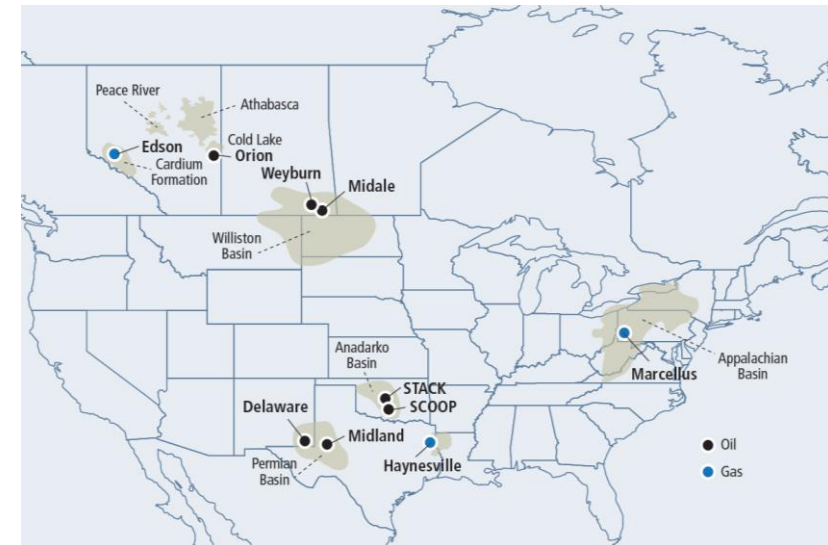 Peace River
Athabasca
Edson
Cold Lake
Orion
Cardium
Formation
Weyburn
Midale
Williston
Basin
Anadarko
Basin
STACK
SCOOP
Marcellus
Appalachian
Basin
Delaware
Midland
Permian
Basin
Haynesville
Oil
Gas